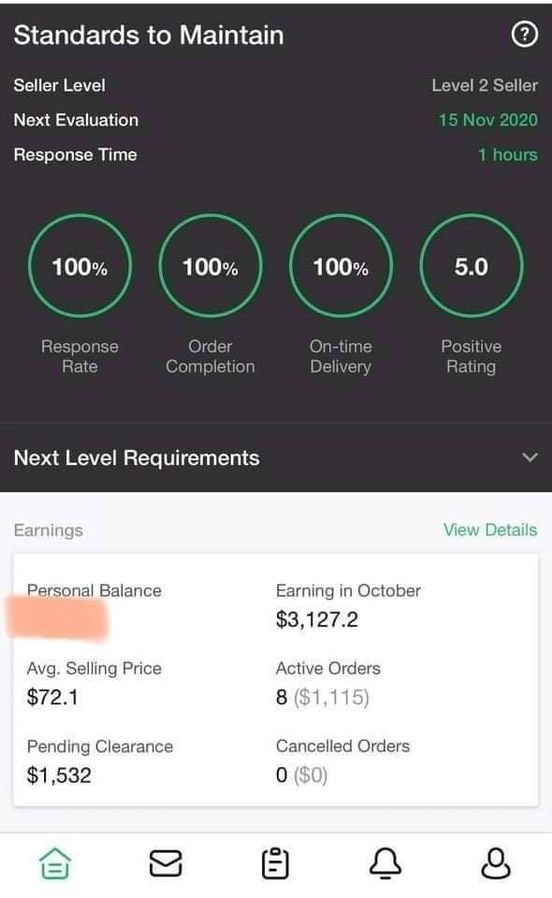 Standards to Maintain ?
Seller Level Level 2 Seller
Next Evaluation 15 Nov 2020
Response Time 1 hours
100% 100% 100% 5.0
Response Rate
Order Completion
On-time Delivery
Positive Rating
Next Level Requirements
Earnings View Details
Personal Balance
Earning in October
$3,127.2
Avg. Selling Price
$72.1
Active Orders
8 ($1,115)
Pending Clearance
$1,532
Cancelled Orders
0 ($0)